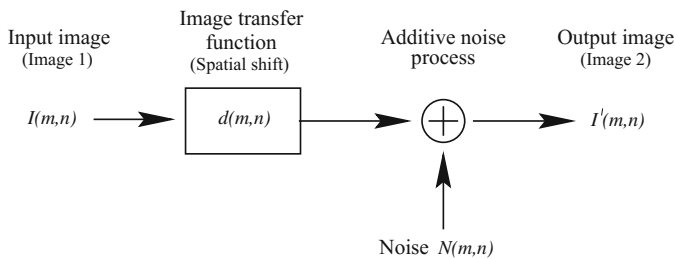 Input image
(Image 1)
Image transfer
function
(Spatial shift)
Additive noise
process
Output image
(Image 2)
I(m,n)
d(m,n)
I'(m,n)
Noise N(m,n)